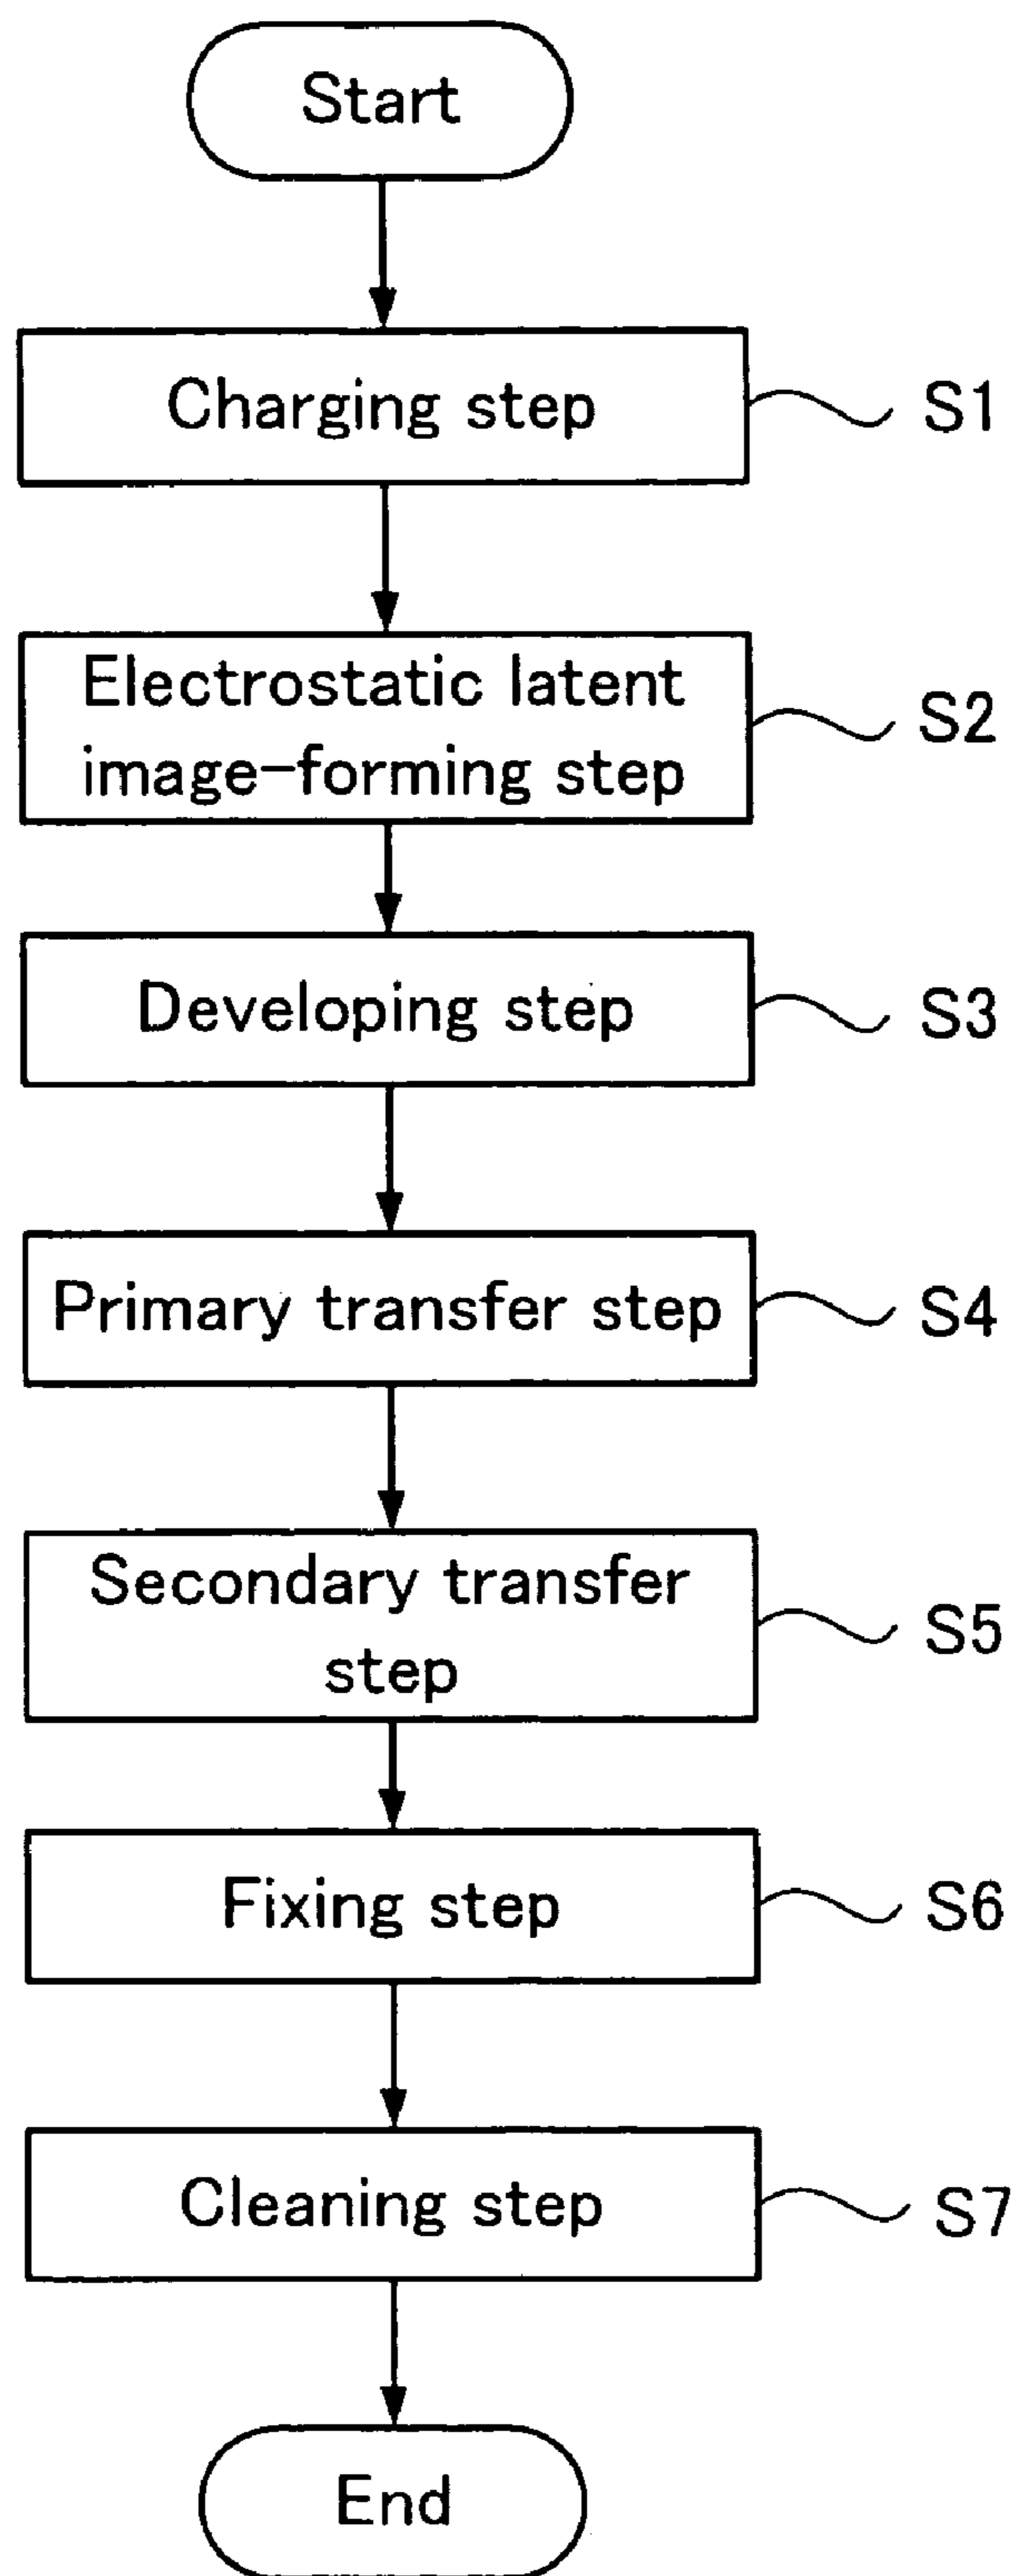 Start
Charging step
S1
Electrostatic latent
image-forming step
S2
Developing step
S3
Primary transfer step
S4
Secondary transfer
step
S5
Fixing step
S6
Cleaning step
S7
End